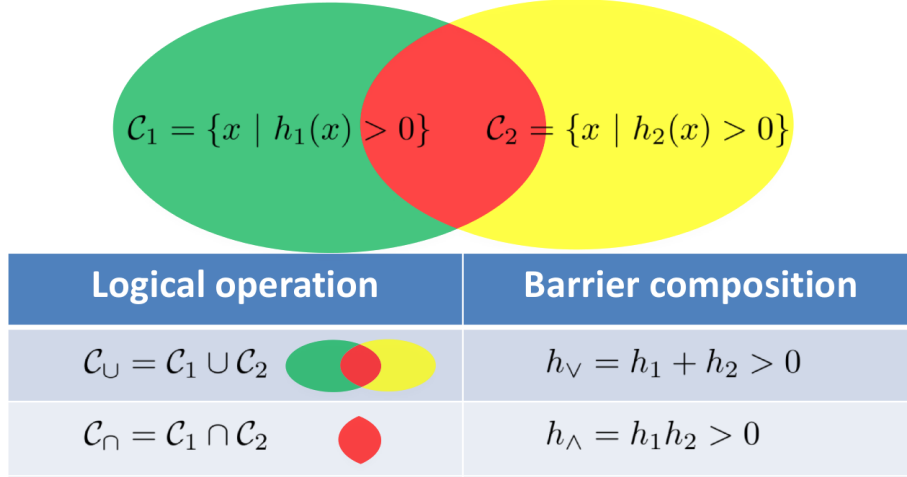 𝒞₁ = {x | h₁(x) > 0} 𝒞₂ = {x | h₂(x) > 0}
Logical operation Barrier composition
𝒞∪ = 𝒞₁ ∪ 𝒞₂ h∨ = h₁ + h₂ > 0
𝒞∩ = 𝒞₁ ∩ 𝒞₂ h∧ = h₁h₂ > 0